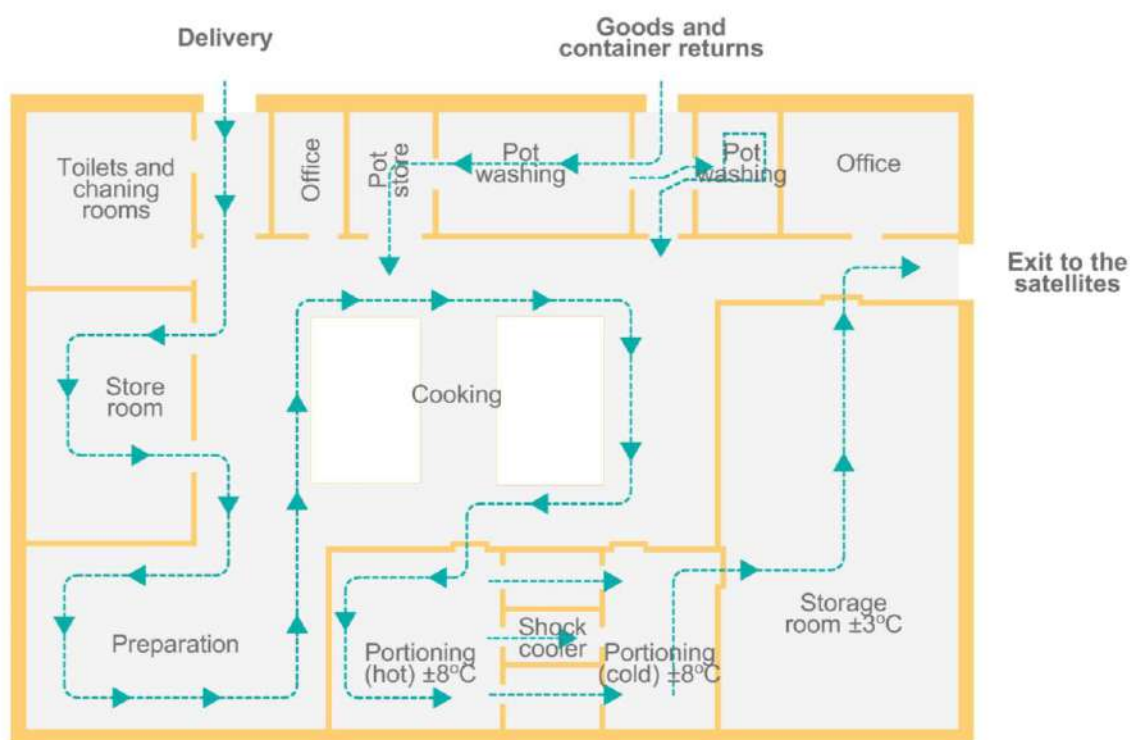 Delivery
Goods and
container returns
Toilets and
chaning
rooms
Office
Pot
store
Pot
washing
Pot
washing
Office
Exit to the
satellites
Store
room
Cooking
Preparation
Portioning
(hot) ±8°C
Shock
cooler
Portioning
(cold) ±8°C
Storage
room ±3°C